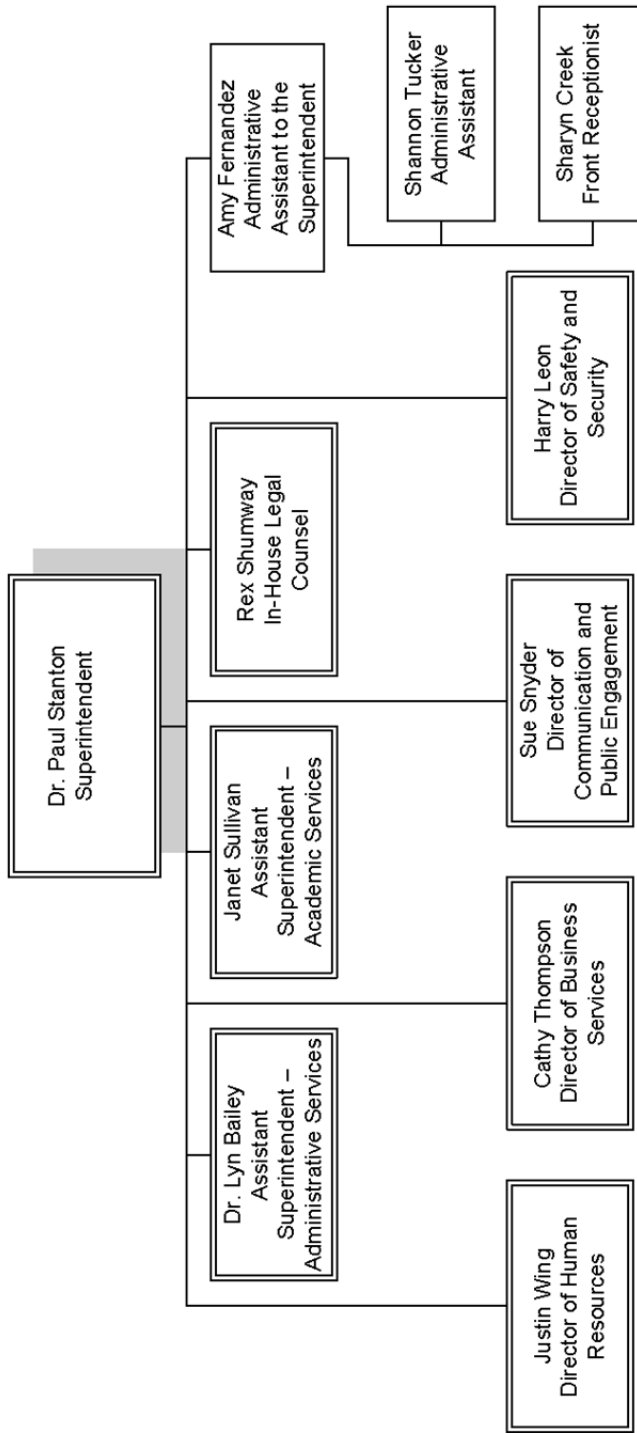 Dr. Paul Stanton
Superintendent
Dr. Lyn Bailey
Assistant
Superintendent –
Administrative Services
Janet Sullivan
Assistant
Superintendent –
Academic Services
Rex Shumway
In-House Legal
Counsel
Amy Fernandez
Administrative
Assistant to the
Superintendent
Shannon Tucker
Administrative
Assistant
Sharyn Creek
Front Receptionist
Justin Wing
Director of Human
Resources
Cathy Thompson
Director of Business
Services
Sue Snyder
Director of
Communication and
Public Engagement
Harry Leon
Director of Safety and
Security